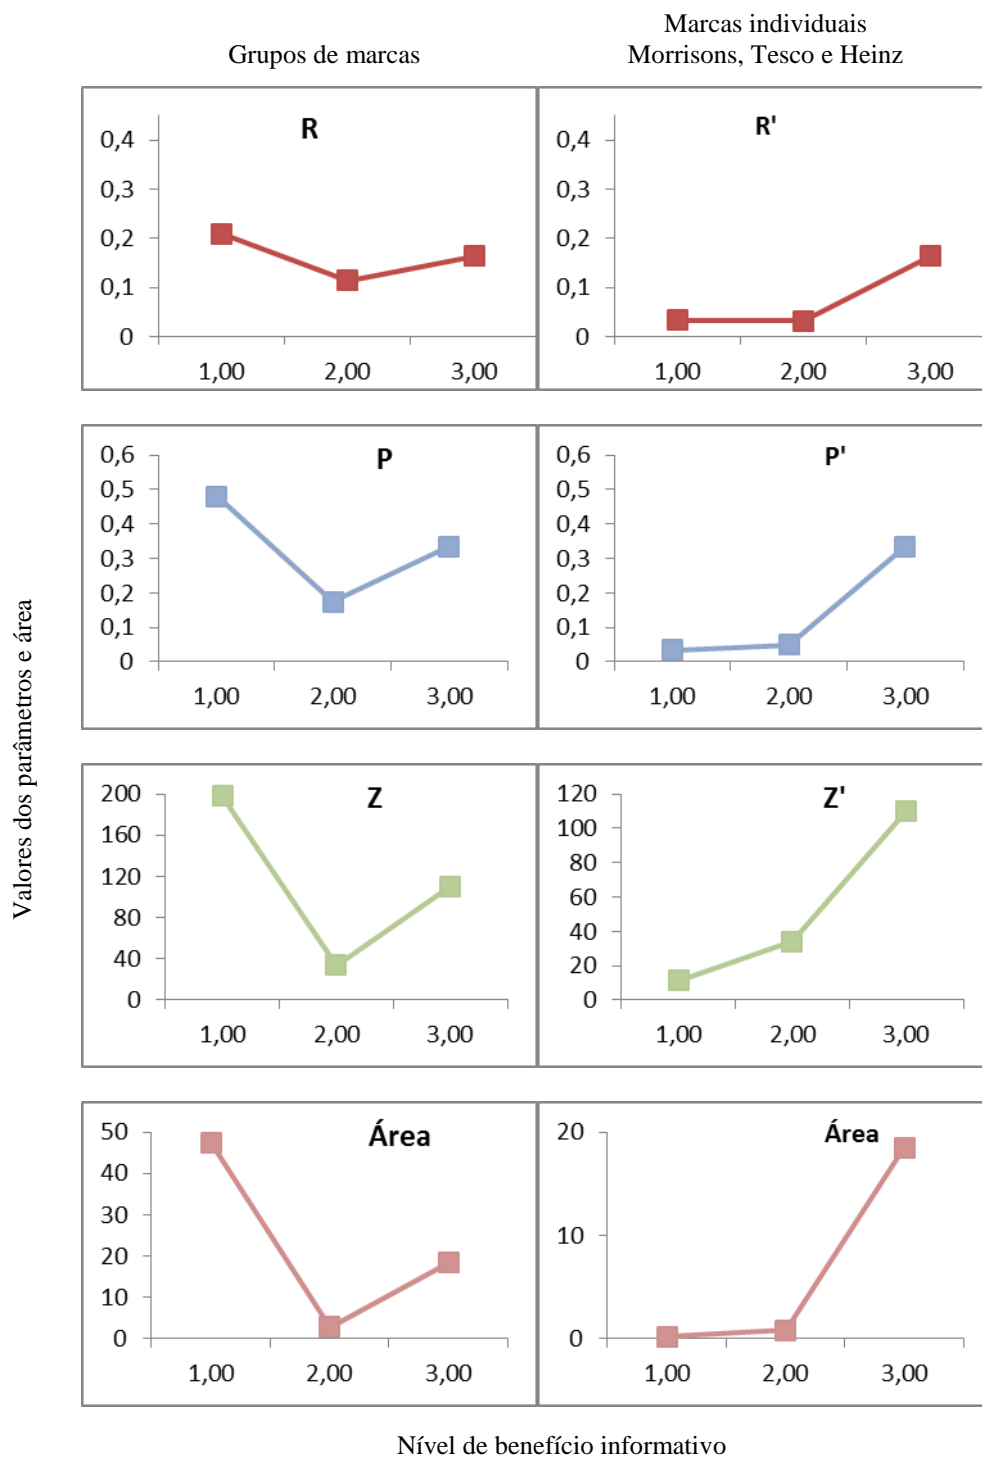 Grupos de marcas
Marcas individuais
Morrisons, Tesco e Heinz
R
0,4
0,3
0,2
0,1
0
1,00 2,00 3,00
R'
0,4
0,3
0,2
0,1
0
1,00 2,00 3,00
P
0,6
0,5
0,4
0,3
0,2
0,1
0
1,00 2,00 3,00
P'
0,6
0,5
0,4
0,3
0,2
0,1
0
1,00 2,00 3,00
Z
200
160
120
80
40
0
1,00 2,00 3,00
Z'
120
100
80
60
40
20
0
1,00 2,00 3,00
Área
50
40
30
20
10
0
1,00 2,00 3,00
Área
20
10
0
1,00 2,00 3,00
Valores dos parâmetros e área
Nível de benefício informativo